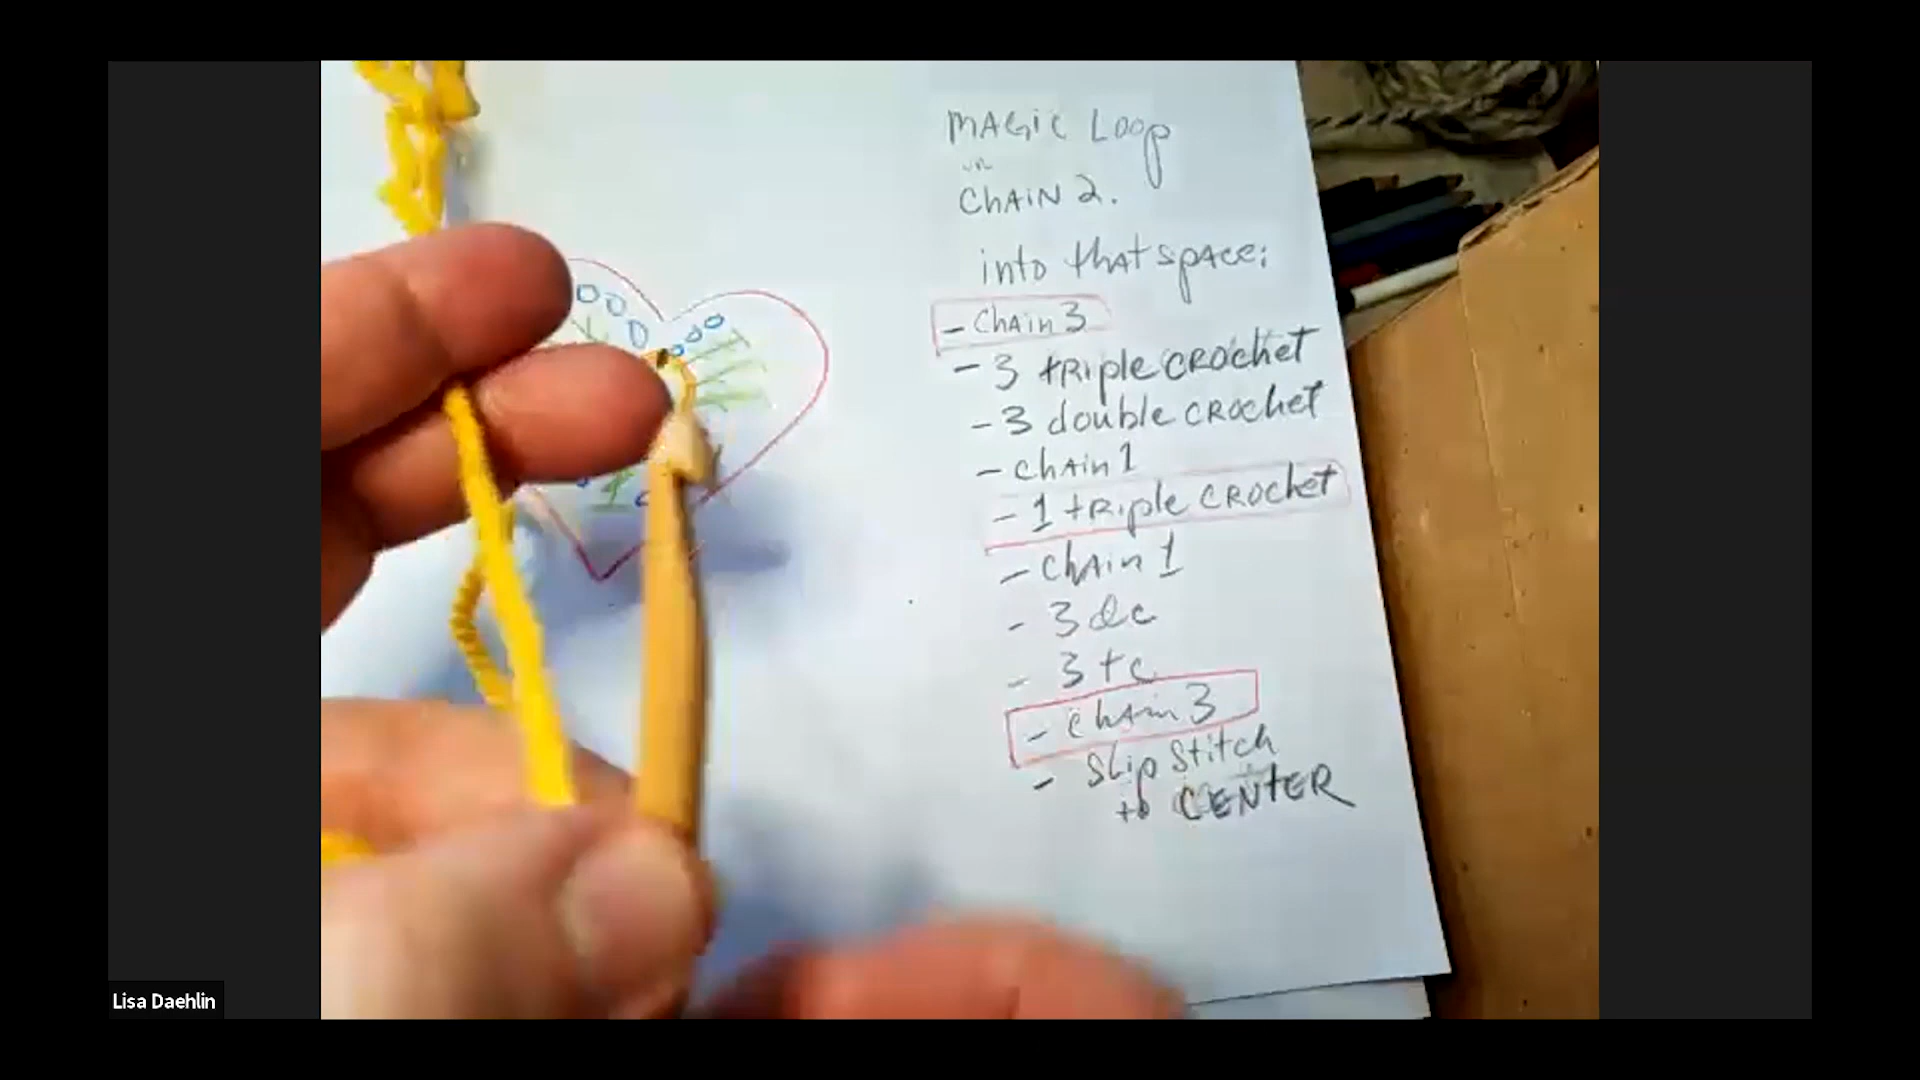 MAGiC Loop
or
ChAiN 2.
into that space:
- Chain 3
- 3 tRiple CROchet
- 3 double CROchet
- chAin 1
- 1 tRiple CROchet
- ChAin 1
- 3 dc
- 3 tc
- ChAin 3
- Slip Stitch
to CENtER
Lisa Daehlin